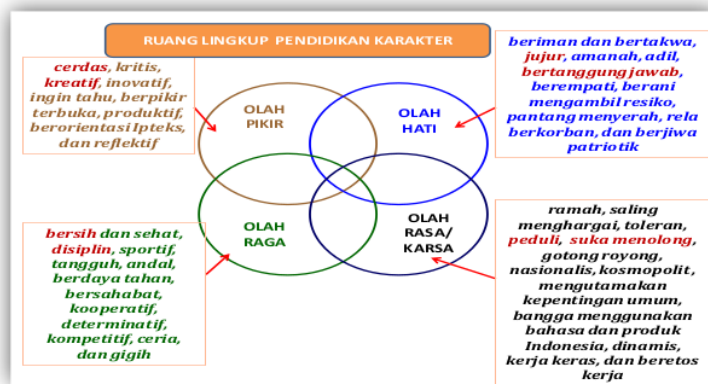 RUANG LINGKUP PENDIDIKAN KARAKTER
cerdas, kritis,
kreatif, inovatif,
ingin tahu, berpikir
terbuka, produktif,
berorientasi Ipteks,
dan reflektif
OLAH
PIKIR
OLAH
HATI
beriman dan bertakwa,
jujur, amanah, adil,
bertanggung jawab,
berempati, berani
mengambil resiko,
pantang menyerah, rela
berkorban, dan berjiwa
patriotik
bersih dan sehat,
disiplin, sportif,
tangguh, andal,
berdaya tahan,
bersahabat,
kooperatif,
determinatif,
kompetitif, ceria,
dan gigih
OLAH
RAGA
OLAH
RASA/
KARSA
ramah, saling
menghargai, toleran,
peduli, suka menolong,
gotong royong,
nasionalis, kosmopolit,
mengutamakan
kepentingan umum,
bangga menggunakan
bahasa dan produk
Indonesia, dinamis,
kerja keras, dan beretos
kerja